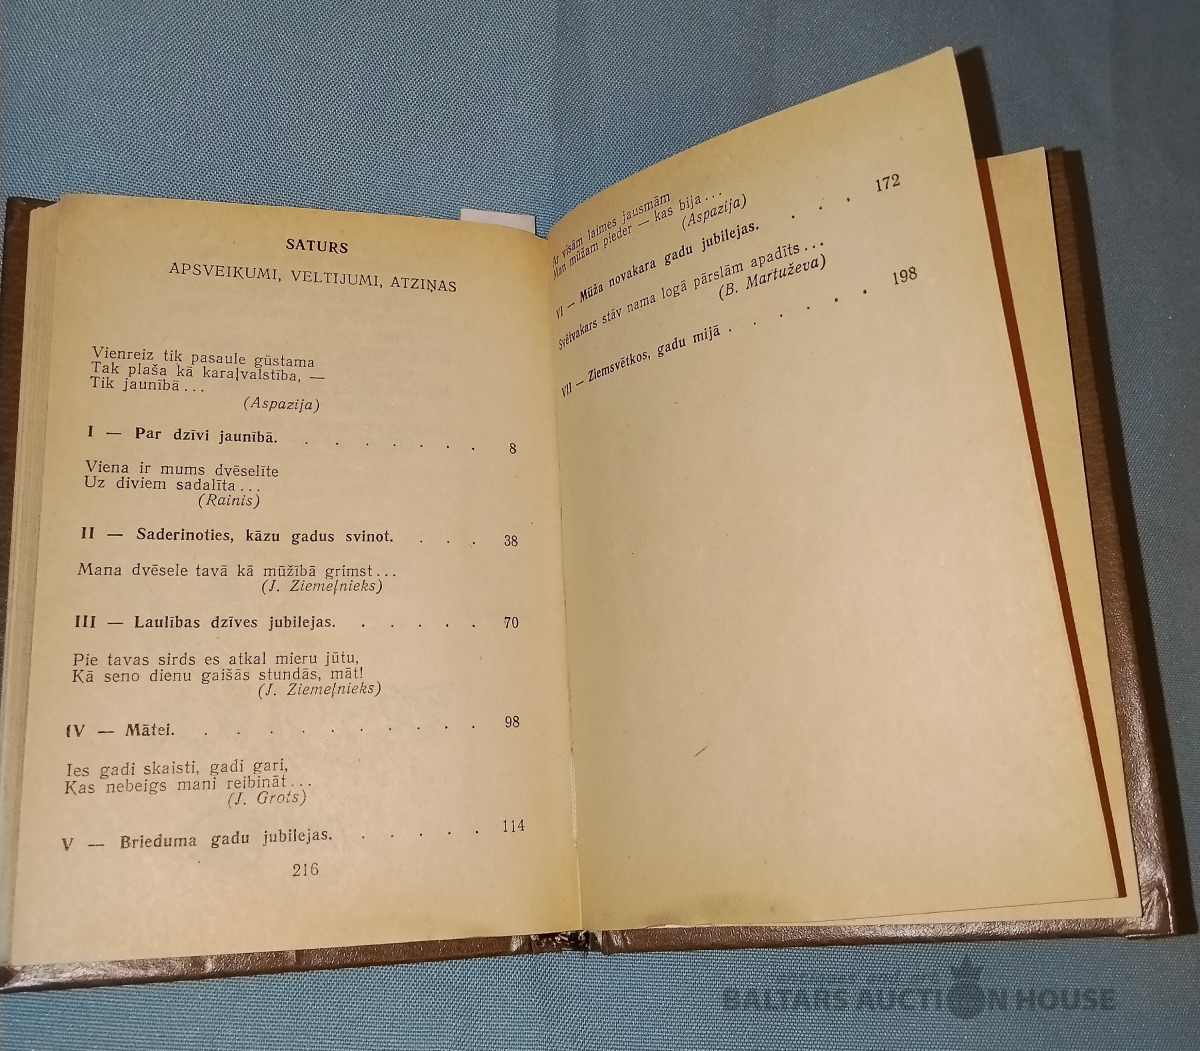 SATURS
APSVEIKUMI, VELTĪJUMI, ATZIŅAS
Vienreiz tik pasaule gūstama
Tak plaša kā karaļvalstība, —
Tik jaunībā...
(Aspazija)
I — Par dzīvi jaunībā. . . . . . . . 8
Viena ir mums dvēselīte
Uz diviem sadalīta...
(Rainis)
II — Saderinoties, kāzu gadus svinot. . . . 38
Mana dvēsele tavā kā mūžībā grimst...
(J. Ziemeļnieks)
III — Laulības dzīves jubilejas. . . . . . 70
Pie tavas sirds es atkal mieru jūtu,
Kā seno dienu gaišās stundās, māt!
(J. Ziemeļnieks)
IV — Mātei. . . . . . . . . . . 98
Ies gadi skaisti, gadi gari,
Kas nebeigs mani reibināt...
(J. Grots)
V — Brieduma gadu jubilejas. . . . . . 114
216
Ar visām laimes jausmām
Man mūžam pieder — kas bija...
(Aspazija)
VI — Mūža novakara gadu jubilejas. . . . 172
Svētvakars stāv nama logā pārslām apadīts...
(B. Martuževa)
VII — Ziemsvētkos, gadu mijā . . . . . . 198
BALTARS AUCTION HOUSE